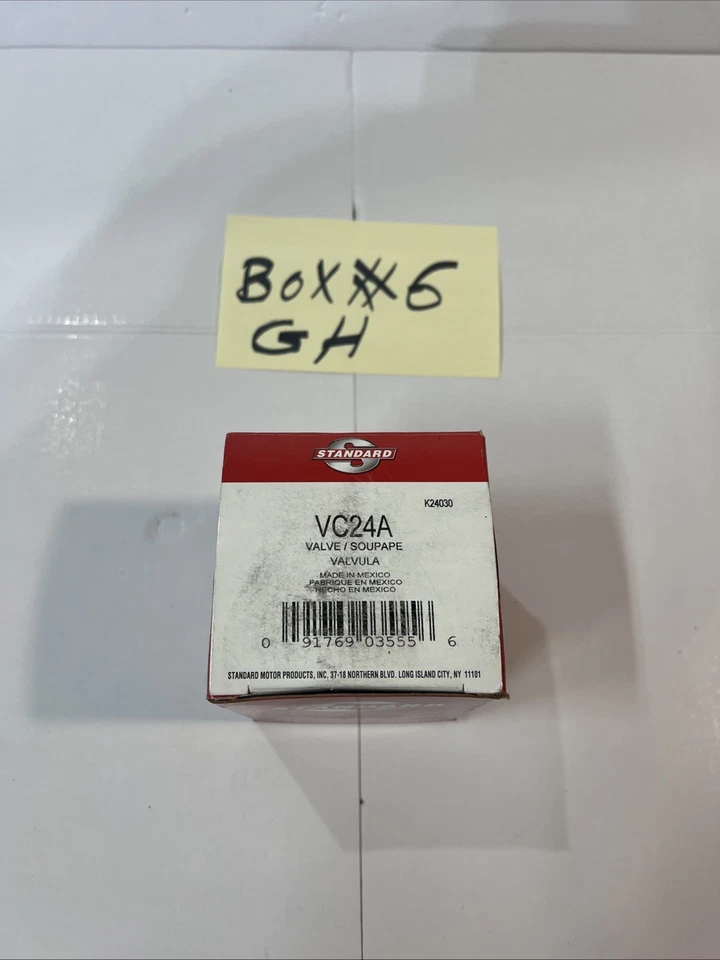 BOX # 6
GH
STANDARD
K24030
VC24A
VALVE / SOUPAPE
VALVULA
MADE IN MEXICO
FABRIQUE EN MEXICO
HECHO EN MEXICO
0 91769 03555 6
STANDARD MOTOR PRODUCTS, INC. 37-18 NORTHERN BLVD. LONG ISLAND CITY, NY 11101